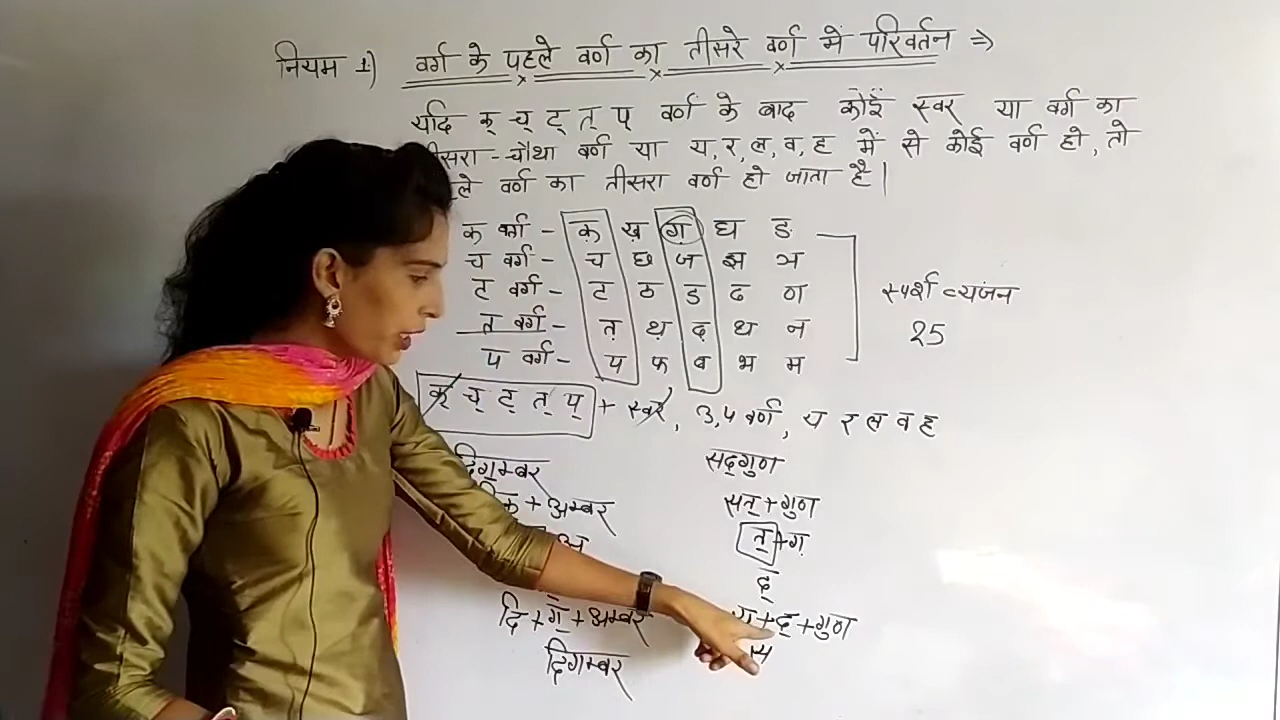 नियम 1) वर्ग के पहले वर्ण का तीसरे वर्ण में परिवर्तन ⇒
यदि क् च् ट् त् प् वर्ण के बाद कोई स्वर या वर्ग का
तीसरा - चौथा वर्ण या य, र, ल, व, ह में से कोई वर्ण हो, तो
ले वर्ण का तीसरा वर्ण हो जाता है।
क वर्ग - क ख ग घ ङ
च वर्ग - च छ ज झ ञ
ट वर्ग - ट ठ ड ढ ण
त वर्ग - त थ द ध न
प वर्ग - प फ ब भ म
स्पर्श व्यंजन
25
क् च् ट् त् प् + स्वर, 3,4 वर्ण, य र ल व ह
दिगम्बर
दिक् + अम्बर
अ
दि + ग् + अम्बर
दिगम्बर
सद्गुण
सत् + गुण
त् + ग्
द्
स + द् + गुण
स